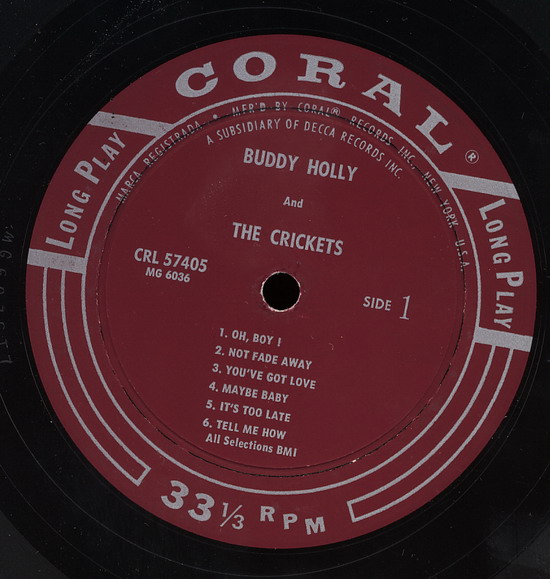 CORAL®
LONG PLAY
LONG PLAY
MARCA REGISTRADA • MFR'D BY CORAL® RECORDS INC., NEW YORK, U.S.A.
A SUBSIDIARY OF DECCA RECORDS INC.
BUDDY HOLLY
And
THE CRICKETS
CRL 57405
MG 6036
SIDE 1
1. OH, BOY !
2. NOT FADE AWAY
3. YOU'VE GOT LOVE
4. MAYBE BABY
5. IT'S TOO LATE
6. TELL ME HOW
All Selections BMI
33 1/3 RPM